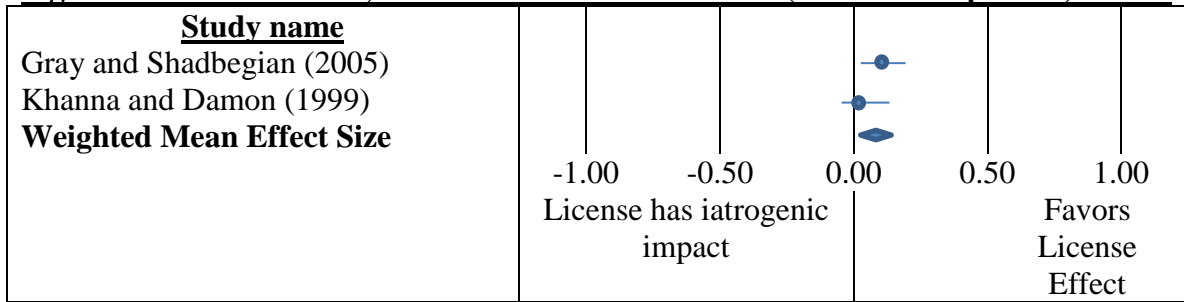 Study name
Gray and Shadbegian (2005)
Khanna and Damon (1999)
Weighted Mean Effect Size
-1.00 -0.50 0.00 0.50 1.00
License has iatrogenic
impact
Favors
License
Effect